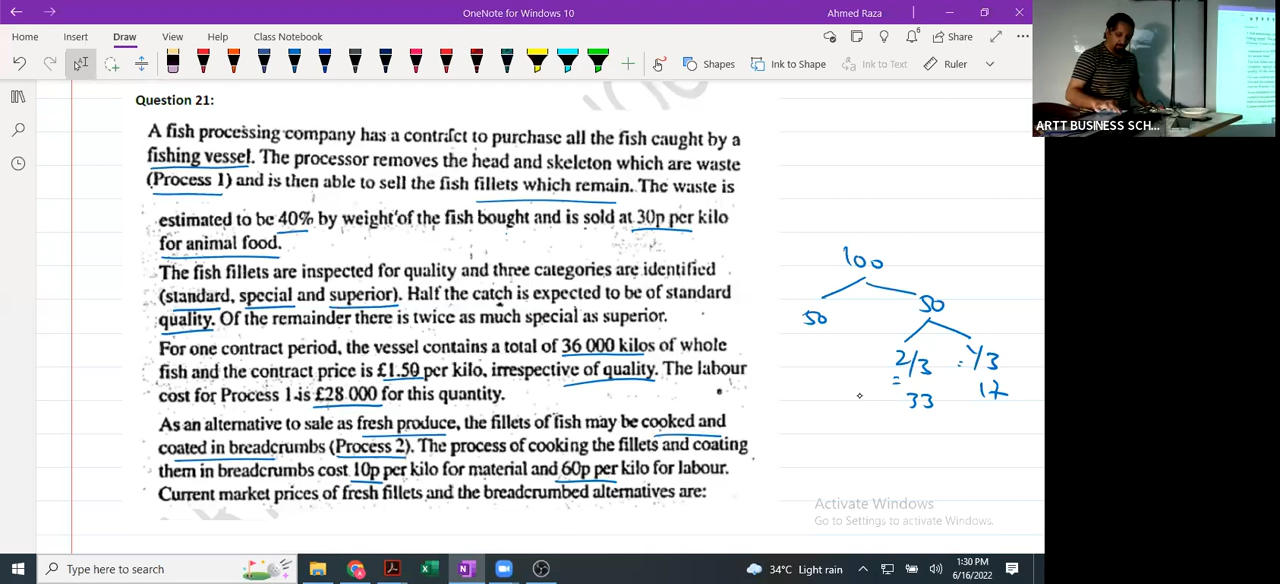 OneNote for Windows 10
Ahmed Raza
Home Insert Draw View Help Class Notebook
Share
Shapes Ink to Shape Ink to Text Ruler
ARTT BUSINESS SCH...
Question 21:
A fish processing company has a contract to purchase all the fish caught by a
fishing vessel. The processor removes the head and skeleton which are waste
(Process 1) and is then able to sell the fish fillets which remain. The waste is
estimated to be 40% by weight of the fish bought and is sold at 30p per kilo
for animal food.
The fish fillets are inspected for quality and three categories are identified
(standard, special and superior). Half the catch is expected to be of standard
quality. Of the remainder there is twice as much special as superior.
For one contract period, the vessel contains a total of 36 000 kilos of whole
fish and the contract price is £1.50 per kilo, irrespective of quality. The labour
cost for Process 1 is £28 000 for this quantity.
As an alternative to sale as fresh produce, the fillets of fish may be cooked and
coated in breadcrumbs (Process 2). The process of cooking the fillets and coating
them in breadcrumbs cost 10p per kilo for material and 60p per kilo for labour.
Current market prices of fresh fillets and the breadcrumbed alternatives are:
100
50 50
2/3 = 1/3
= 33 17
Activate Windows
Go to Settings to activate Windows.
Type here to search
34°C Light rain
1:30 PM
6/16/2022